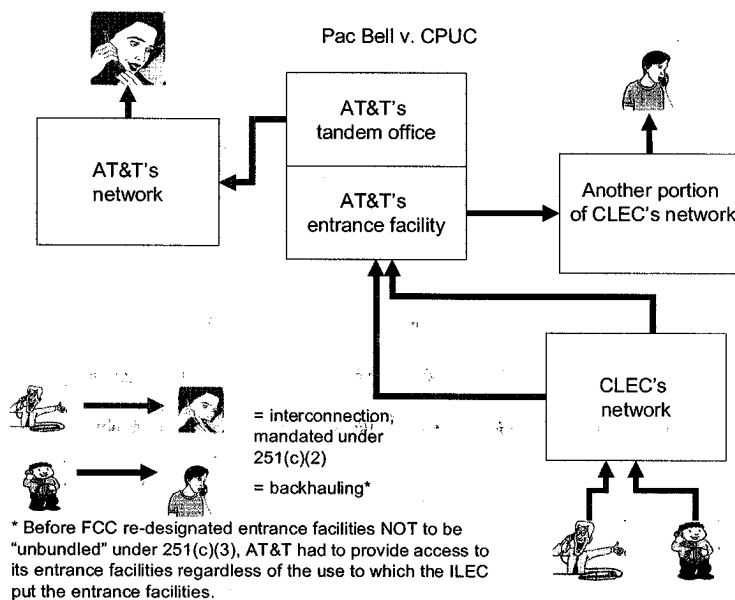 Pac Bell v. CPUC
AT&T's
tandem office
AT&T's
network
AT&T's
entrance facility
Another portion
of CLEC's network
CLEC's
network
= interconnection,
mandated under
251(c)(2)
= backhauling*
* Before FCC re-designated entrance facilities NOT to be
"unbundled" under 251(c)(3), AT&T had to provide access to
its entrance facilities regardless of the use to which the ILEC
put the entrance facilities.